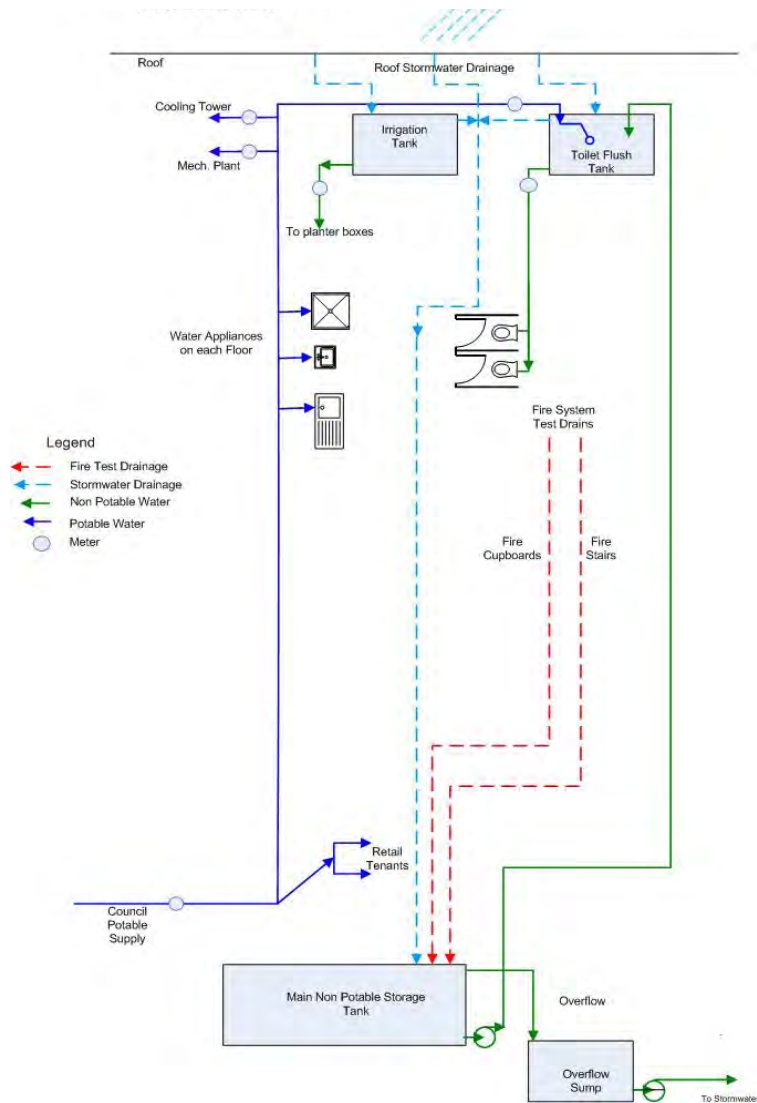 Roof
Roof Stormwater Drainage
Cooling Tower
Irrigation
Tank
Mech. Plant
Toilet Flush
Tank
To planter boxes
Water Appliances
on each Floor
Fire System
Test Drains
Legend
Fire Test Drainage
Stormwater Drainage
Non Potable Water
Potable Water
Meter
Fire
Cupboards
Fire
Stairs
Retail
Tenants
Council
Potable
Supply
Main Non Potable Storage
Tank
Overflow
Overflow
Sump
To Stormwater